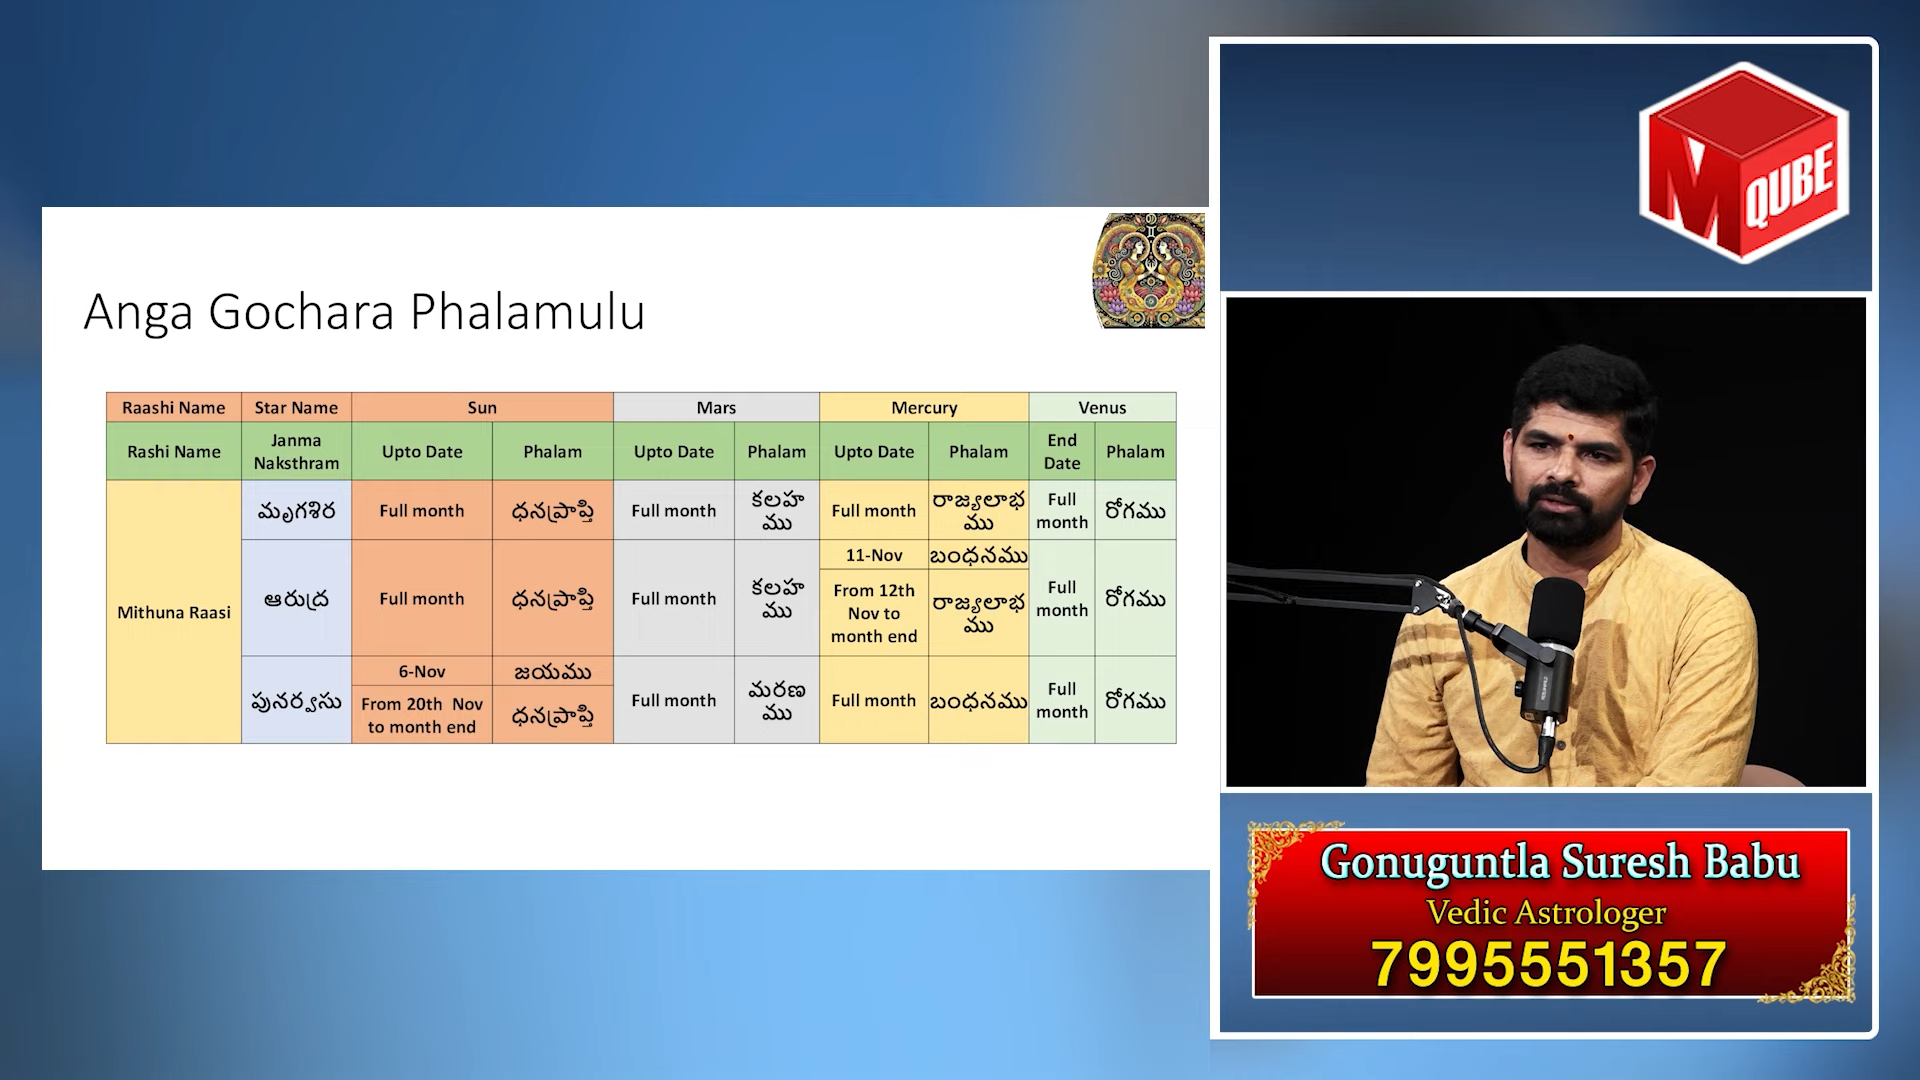 Anga Gochara Phalamulu
Raashi Name Star Name Sun Mars Mercury Venus
Rashi Name Janma Naksthram Upto Date Phalam Upto Date Phalam Upto Date Phalam End Date Phalam
Mithuna Raasi
మృగశిర Full month ధనప్రాప్తి Full month కలహము Full month రాజ్యలాభము Full month రోగము
ఆరుద్ర Full month ధనప్రాప్తి Full month కలహము 11-Nov బంధనము Full month రోగము
From 12th Nov to month end రాజ్యలాభము
పునర్వసు 6-Nov జయము Full month మరణము Full month బంధనము Full month రోగము
From 20th Nov to month end ధనప్రాప్తి
M QUBE
Gonuguntla Suresh Babu
Vedic Astrologer
7995551357